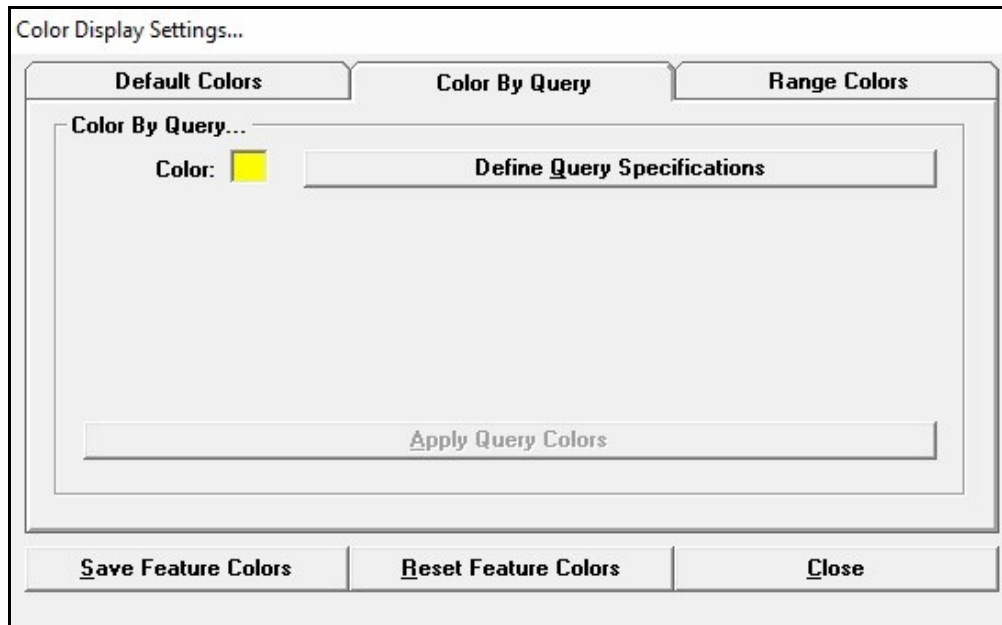 Color Display Settings...
Default Colors Color By Query Range Colors
Color By Query...
Color: Define Query Specifications
Apply Query Colors
Save Feature Colors Reset Feature Colors Close